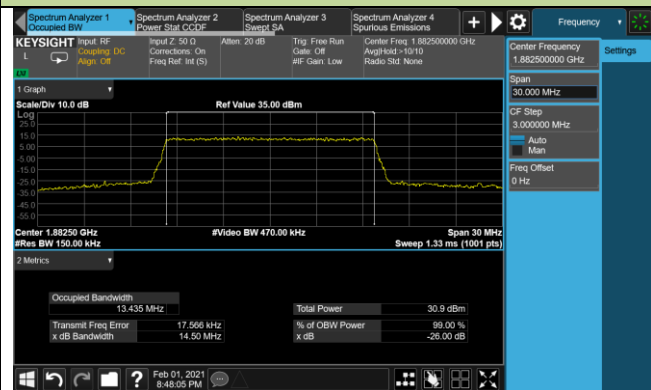 Spectrum Analyzer 1
Occupied BW
Spectrum Analyzer 2
Power Stat CCDF
Spectrum Analyzer 3
Swept SA
Spectrum Analyzer 4
Spurious Emissions
Frequency
KEYSIGHT
L
Input: RF
Coupling: DC
Align: Off
Input Z: 50 Ω
Corrections: On
Freq Ref: Int (S)
Atten: 20 dB
Trig: Free Run
Gate: Off
#IF Gain: Low
Center Freq: 1.882500000 GHz
Avg|Hold:>10/10
Radio Std: None
Center Frequency
1.882500000 GHz
Settings
Span
30.000 MHz
CF Step
3.000000 MHz
Auto
Man
Freq Offset
0 Hz
1 Graph
Scale/Div 10.0 dB
Ref Value 35.00 dBm
Log
25.0
15.0
5.00
-5.00
-15.0
-25.0
-35.0
-45.0
-55.0
Center 1.88250 GHz
#Video BW 470.00 kHz
Span 30 MHz
#Res BW 150.00 kHz
Sweep 1.33 ms (1001 pts)
2 Metrics
Occupied Bandwidth
13.435 MHz
Total Power 30.9 dBm
Transmit Freq Error 17.566 kHz
% of OBW Power 99.00 %
x dB Bandwidth 14.50 MHz
x dB -26.00 dB
Feb 01, 2021
8:48:05 PM